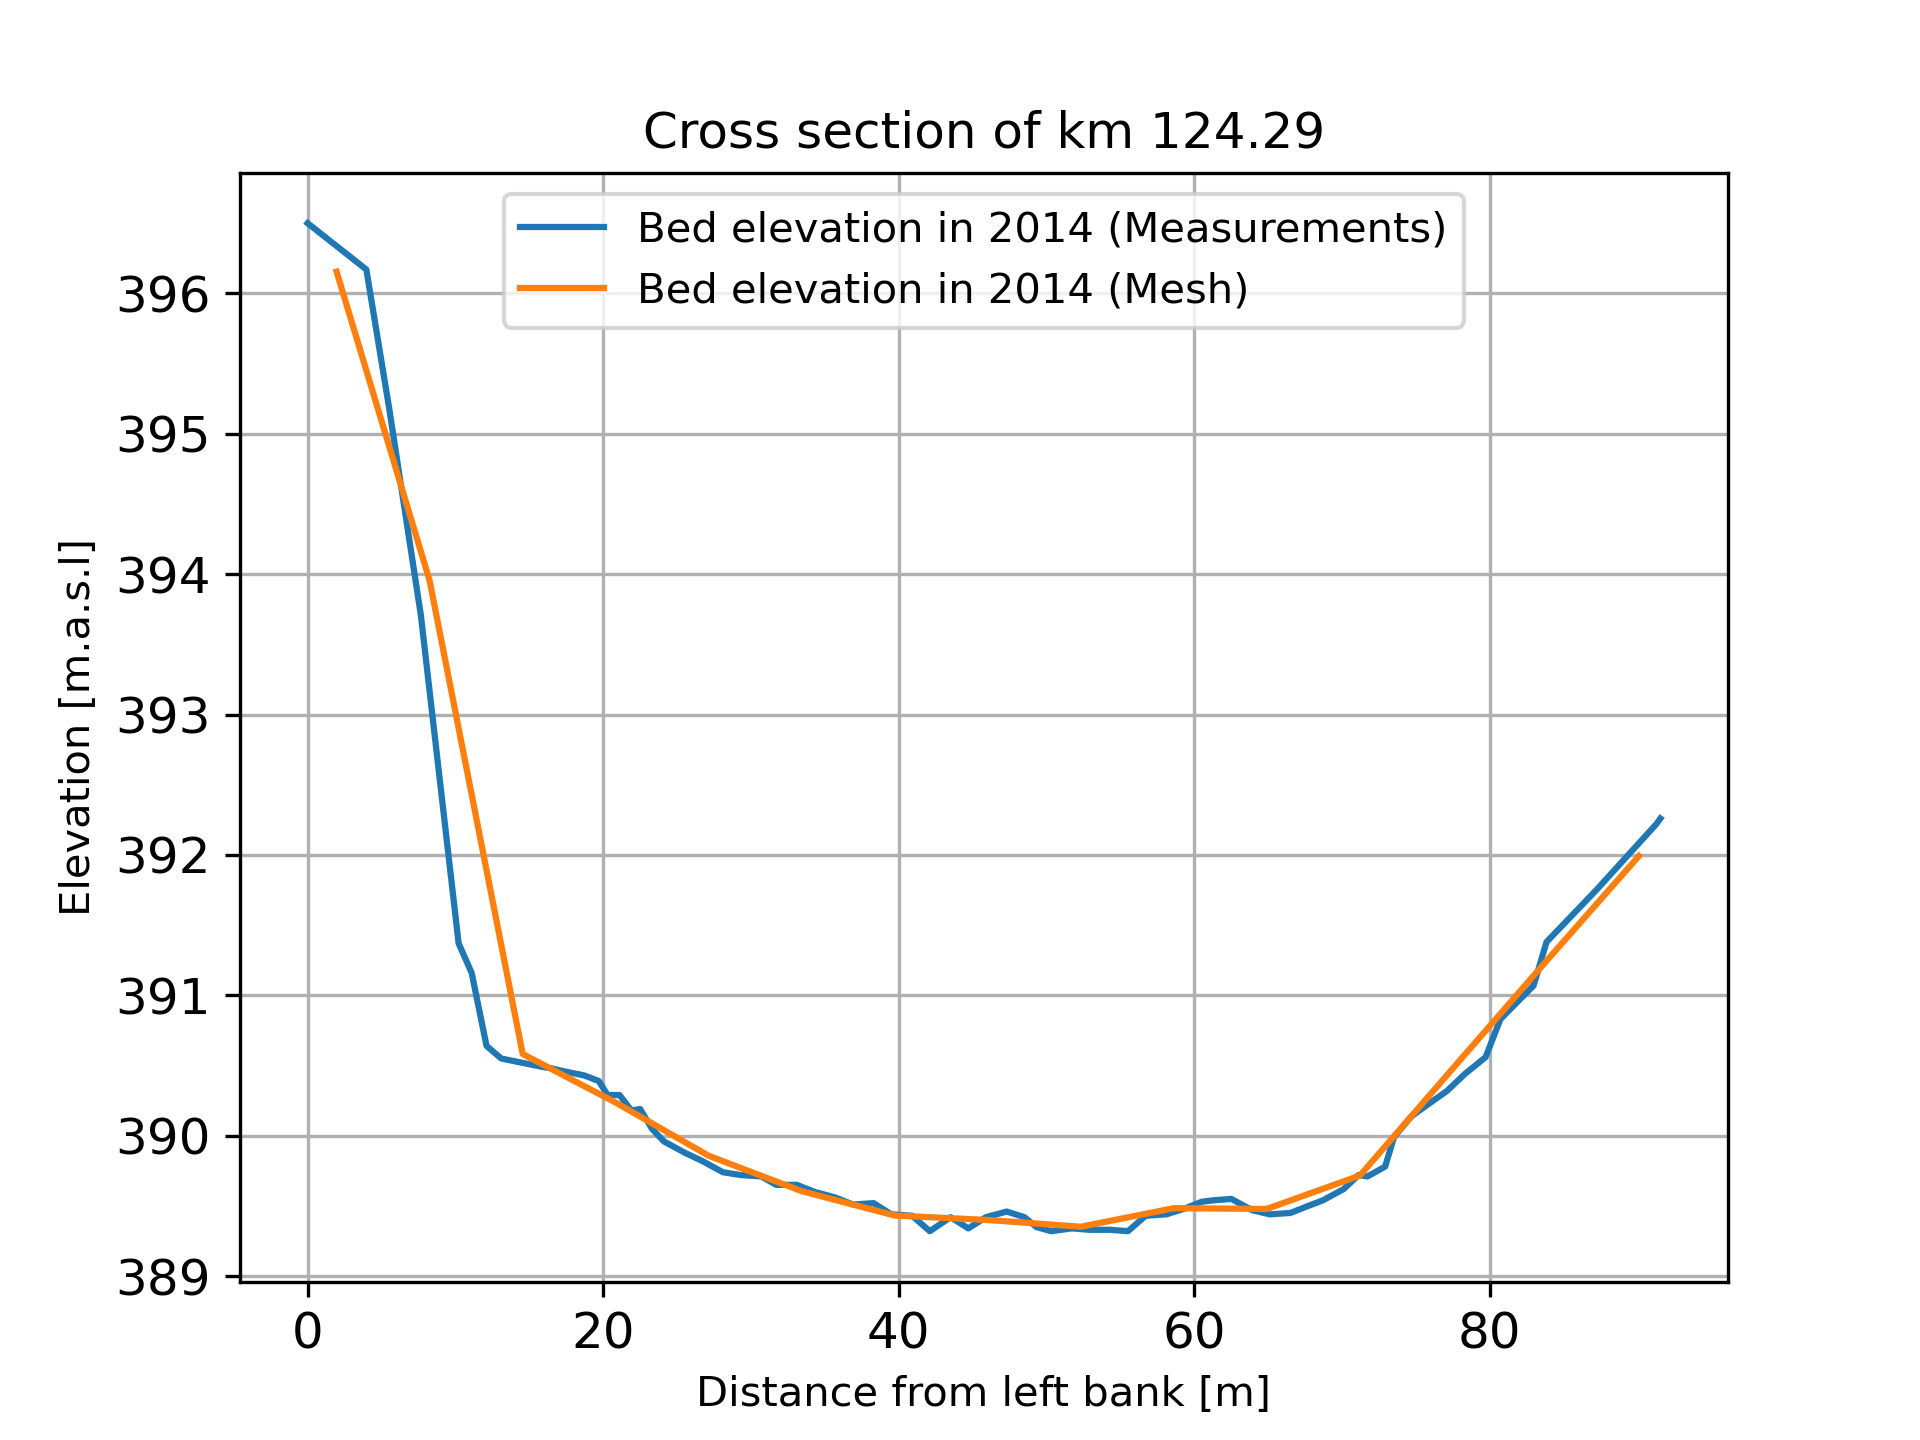 Cross section of km 124.29
Bed elevation in 2014 (Measurements)
Bed elevation in 2014 (Mesh)
Elevation [m.a.s.l]
396
395
394
393
392
391
390
389
0 20 40 60 80
Distance from left bank [m]